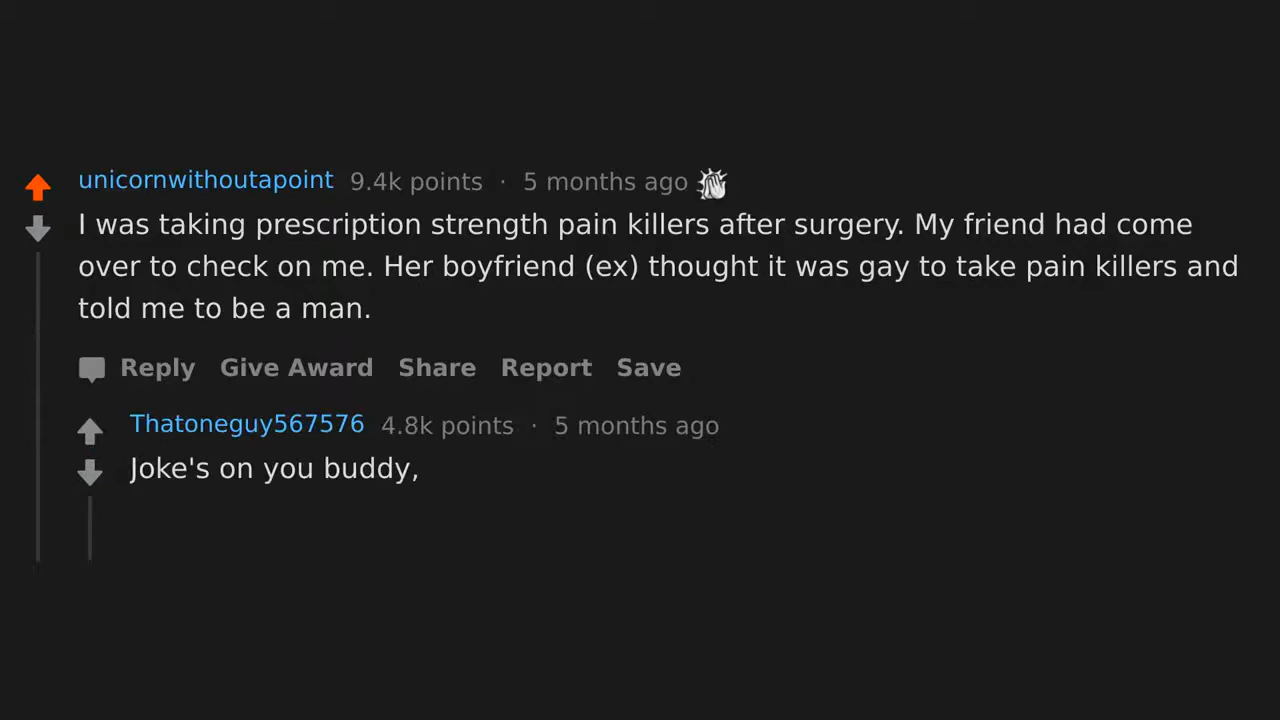 unicornwithoutapoint 9.4k points · 5 months ago
I was taking prescription strength pain killers after surgery. My friend had come
over to check on me. Her boyfriend (ex) thought it was gay to take pain killers and
told me to be a man.
Reply Give Award Share Report Save
Thatoneguy567576 4.8k points · 5 months ago
Joke's on you buddy,